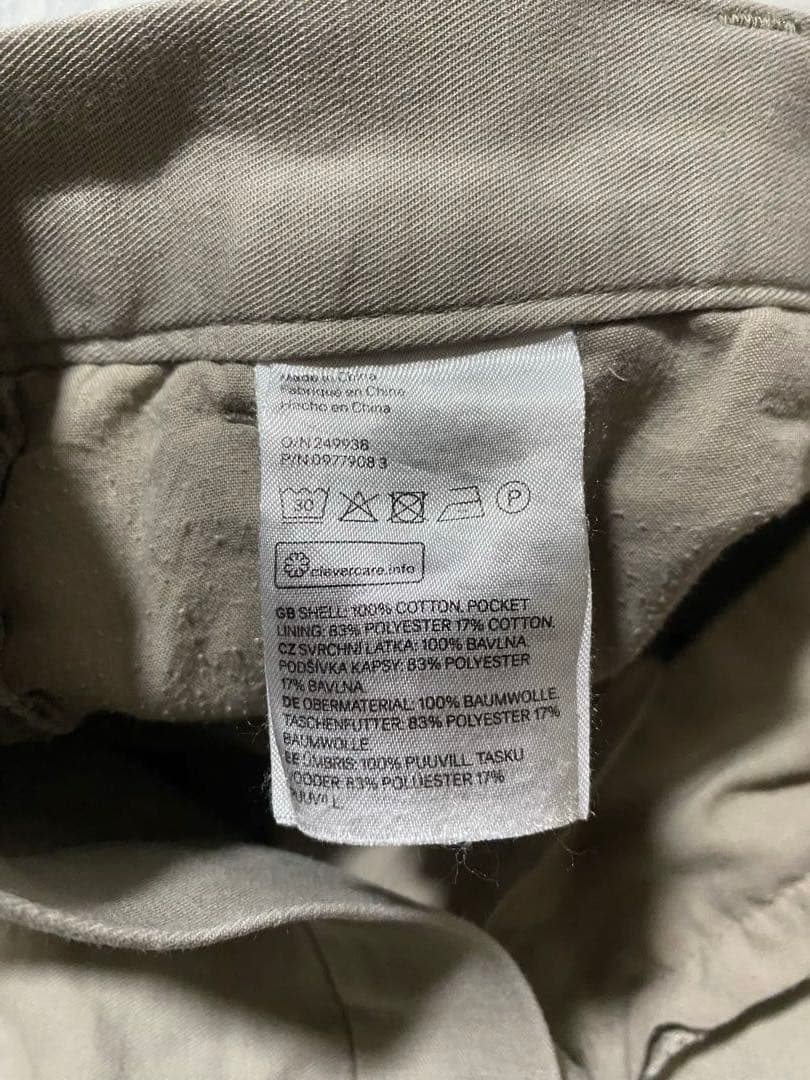 Made in China
Fabriqué en Chine
Hecho en China
O/N 249938
P/N 0977908 3
30
P
clevercare.info
GB SHELL: 100% COTTON. POCKET
LINING: 83% POLYESTER 17% COTTON.
CZ SVRCHNÍ LÁTKA: 100% BAVLNA
PODŠÍVKA KAPSY: 83% POLYESTER
17% BAVLNA
DE OBERMATERIAL: 100% BAUMWOLLE.
TASCHENFUTTER: 83% POLYESTER 17%
BAUMWOLLE
EE ÜMBRIS: 100% PUUVILL. TASKU
VOODER: 83% POLÜESTER 17%
PUUVILL